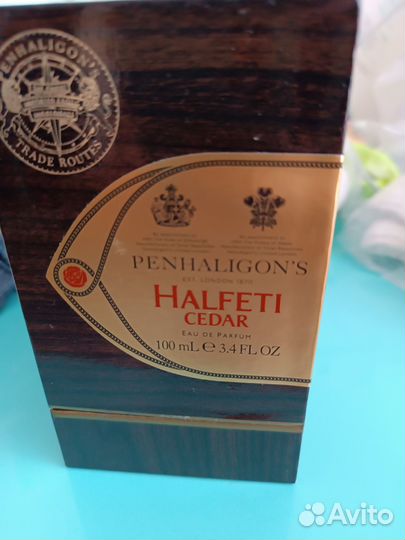 PENHALIGON'S
TRADE ROUTES
PENHALIGON'S
EST. LONDON 1870
HALFETI
CEDAR
EAU DE PARFUM
100 mL ℮ 3.4 FL OZ
Avito